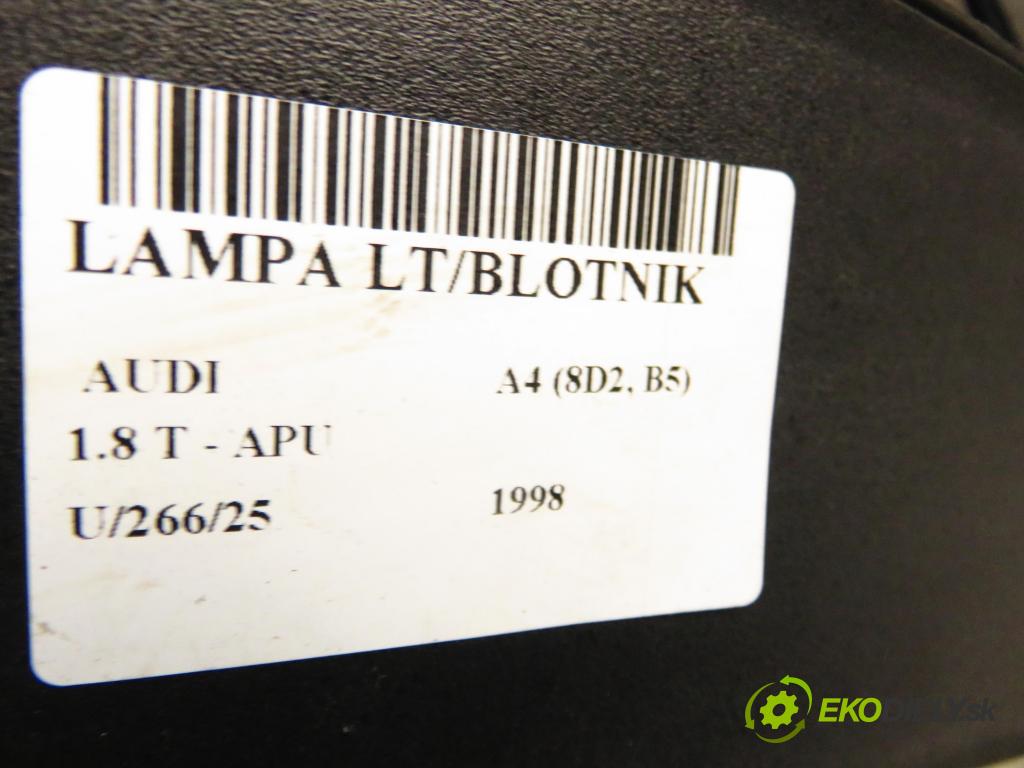 LAMPA LT/BLOTNIK
AUDI A4 (8D2, B5)
1.8 T - APU
U/266/25 1998
EKODIELY.sk